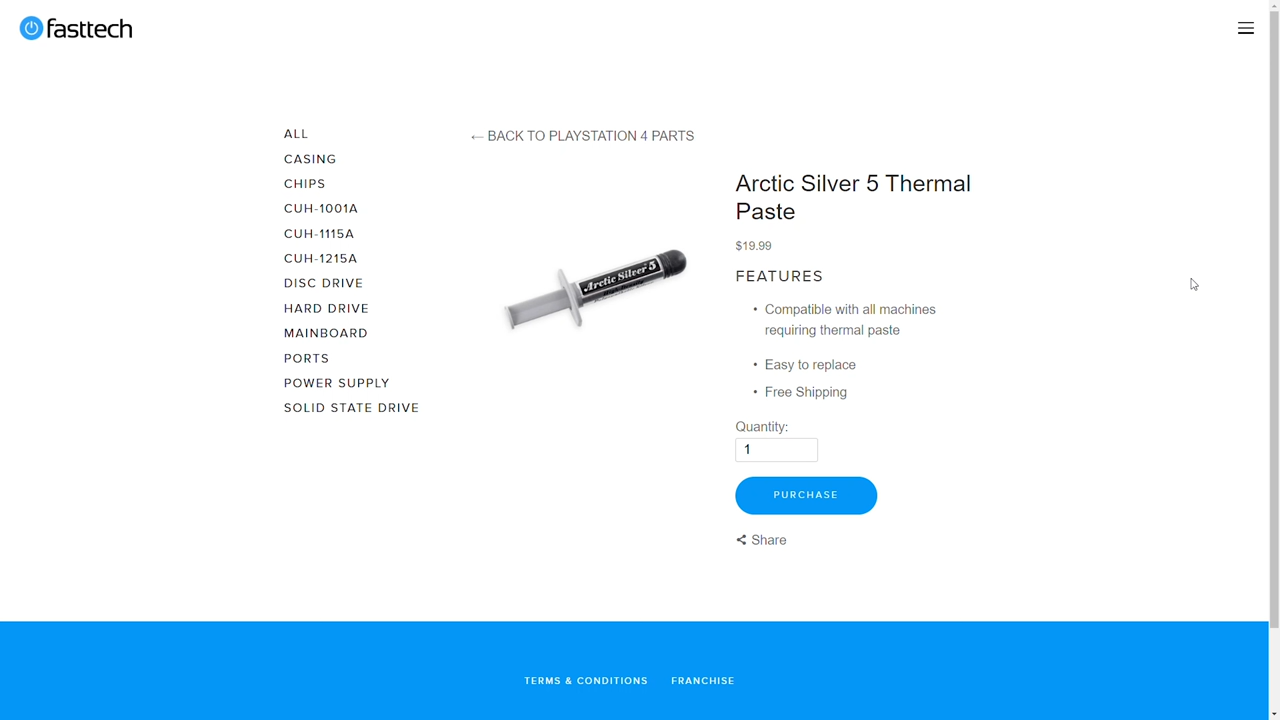 fasttech
ALL
CASING
CHIPS
CUH-1001A
CUH-1115A
CUH-1215A
DISC DRIVE
HARD DRIVE
MAINBOARD
PORTS
POWER SUPPLY
SOLID STATE DRIVE
← BACK TO PLAYSTATION 4 PARTS
Arctic Silver 5
Arctic Silver 5 Thermal
Paste
$19.99
FEATURES
• Compatible with all machines
requiring thermal paste
• Easy to replace
• Free Shipping
Quantity:
1
PURCHASE
Share
TERMS & CONDITIONS FRANCHISE